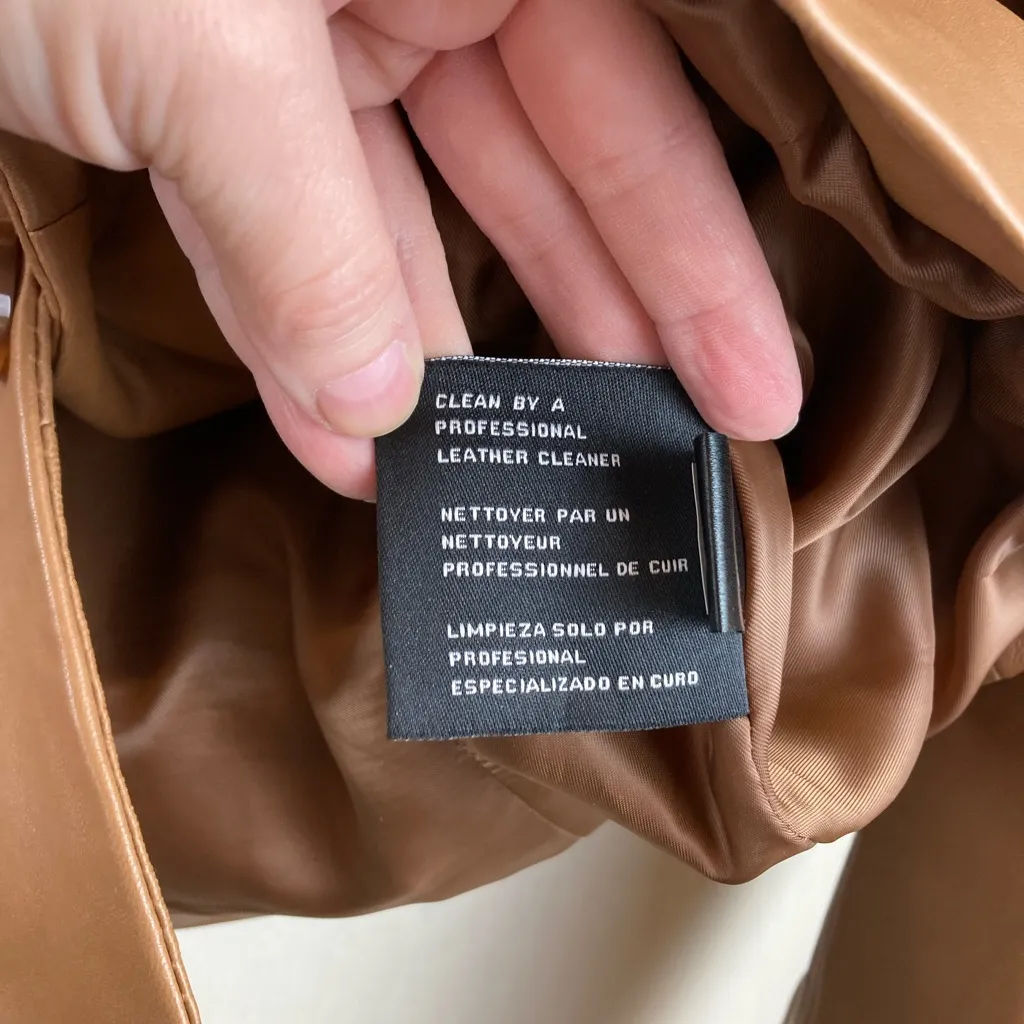 CLEAN BY A
PROFESSIONAL
LEATHER CLEANER
NETTOYER PAR UN
NETTOYEUR
PROFESSIONNEL DE CUIR
LIMPIEZA SOLO POR
PROFESIONAL
ESPECIALIZADO EN CURO